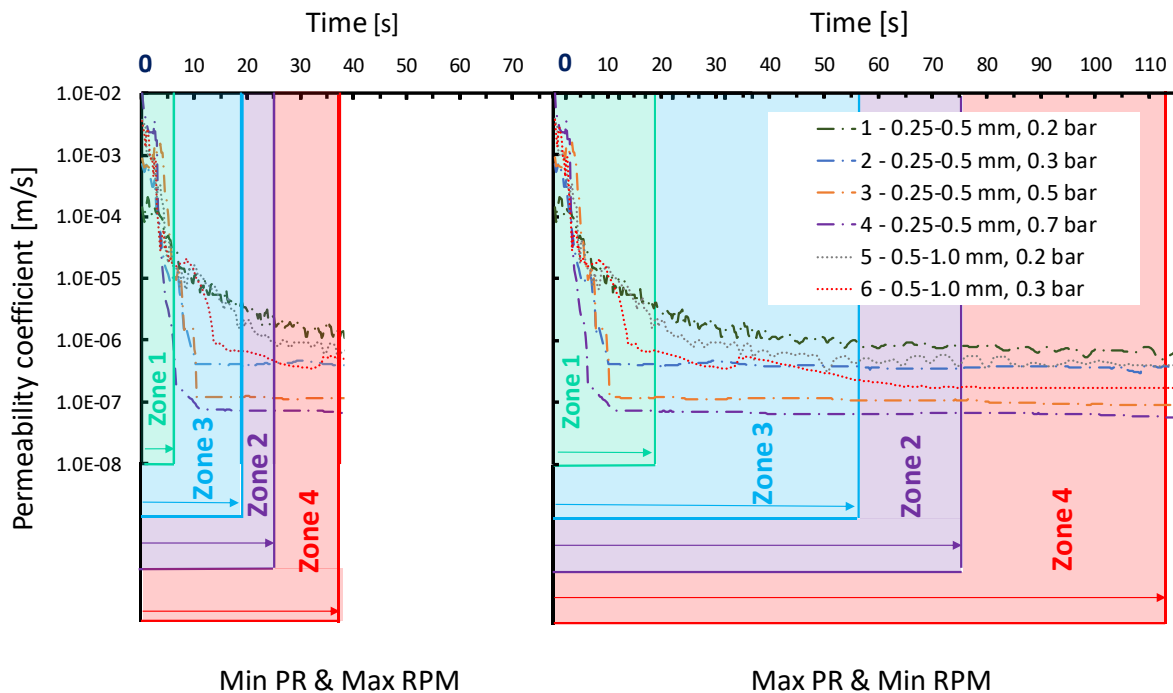 Time [s]
Time [s]
0 10 20 30 40 50 60 70 80
0 10 20 30 40 50 60 70 80 90 100 110
1.0E-02
1.0E-03
1.0E-04
1.0E-05
1.0E-06
1.0E-07
1.0E-08
Permeability coefficient [m/s]
1 - 0.25-0.5 mm, 0.2 bar
2 - 0.25-0.5 mm, 0.3 bar
3 - 0.25-0.5 mm, 0.5 bar
4 - 0.25-0.5 mm, 0.7 bar
5 - 0.5-1.0 mm, 0.2 bar
6 - 0.5-1.0 mm, 0.3 bar
Zone 1
Zone 3
Zone 2
Zone 4
Zone 1
Zone 3
Zone 2
Zone 4
Min PR & Max RPM
Max PR & Min RPM